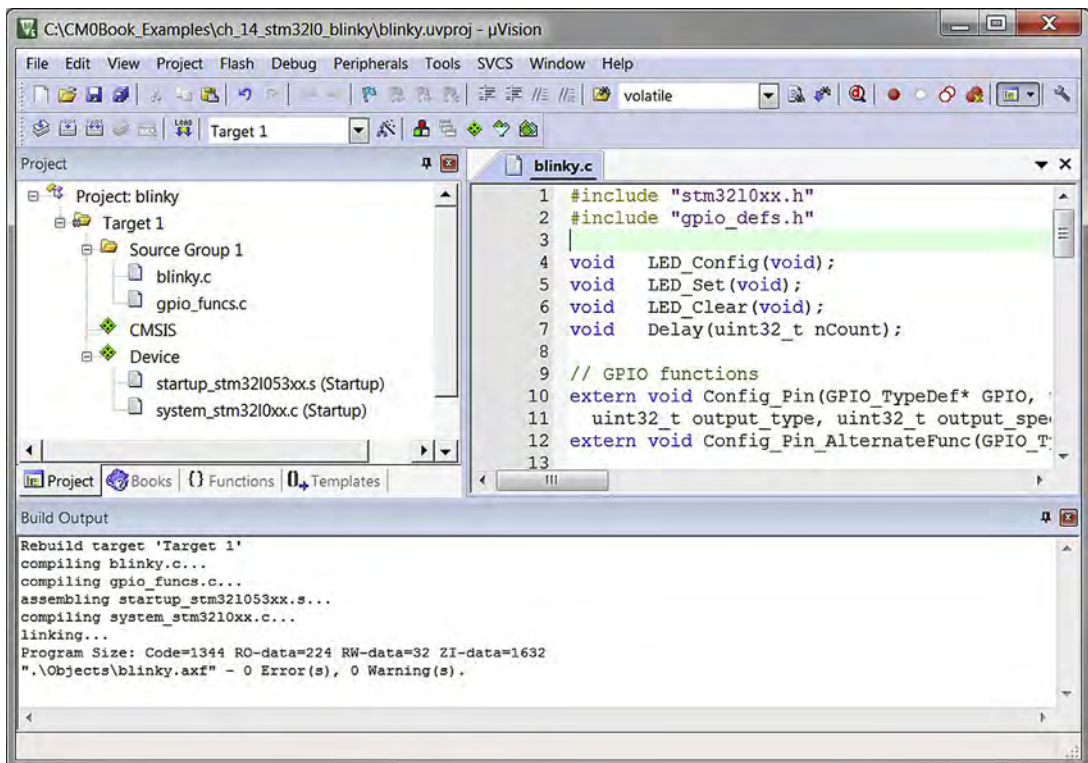 C:\CM0Book_Examples\ch_14_stm32l0_blinky\blinky.uvproj - µVision
File Edit View Project Flash Debug Peripherals Tools SVCS Window Help
volatile
LOAD Target 1
Project
blinky.c
Project: blinky
Target 1
Source Group 1
blinky.c
gpio_funcs.c
CMSIS
Device
startup_stm32l053xx.s (Startup)
system_stm32l0xx.c (Startup)
Project Books {} Functions Templates
1 #include "stm32l0xx.h"
2 #include "gpio_defs.h"
3
4 void LED_Config(void);
5 void LED_Set(void);
6 void LED_Clear(void);
7 void Delay(uint32_t nCount);
8
9 // GPIO functions
10 extern void Config_Pin(GPIO_TypeDef* GPIO,
11 uint32_t output_type, uint32_t output_spe
12 extern void Config_Pin_AlternateFunc(GPIO_T
13
Build Output
Rebuild target 'Target 1'
compiling blinky.c...
compiling gpio_funcs.c...
assembling startup_stm32l053xx.s...
compiling system_stm32l0xx.c...
linking...
Program Size: Code=1344 RO-data=224 RW-data=32 ZI-data=1632
".\Objects\blinky.axf" - 0 Error(s), 0 Warning(s).